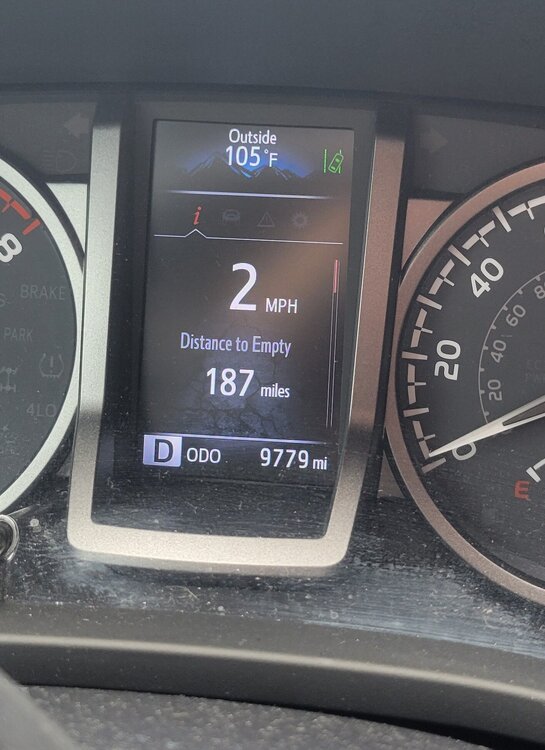 Outside
105°F
i
2 MPH
Distance to Empty
187 miles
D ODO 9779 mi
8
BRAKE
PARK
4LO
40
20
0
60
40
20
E